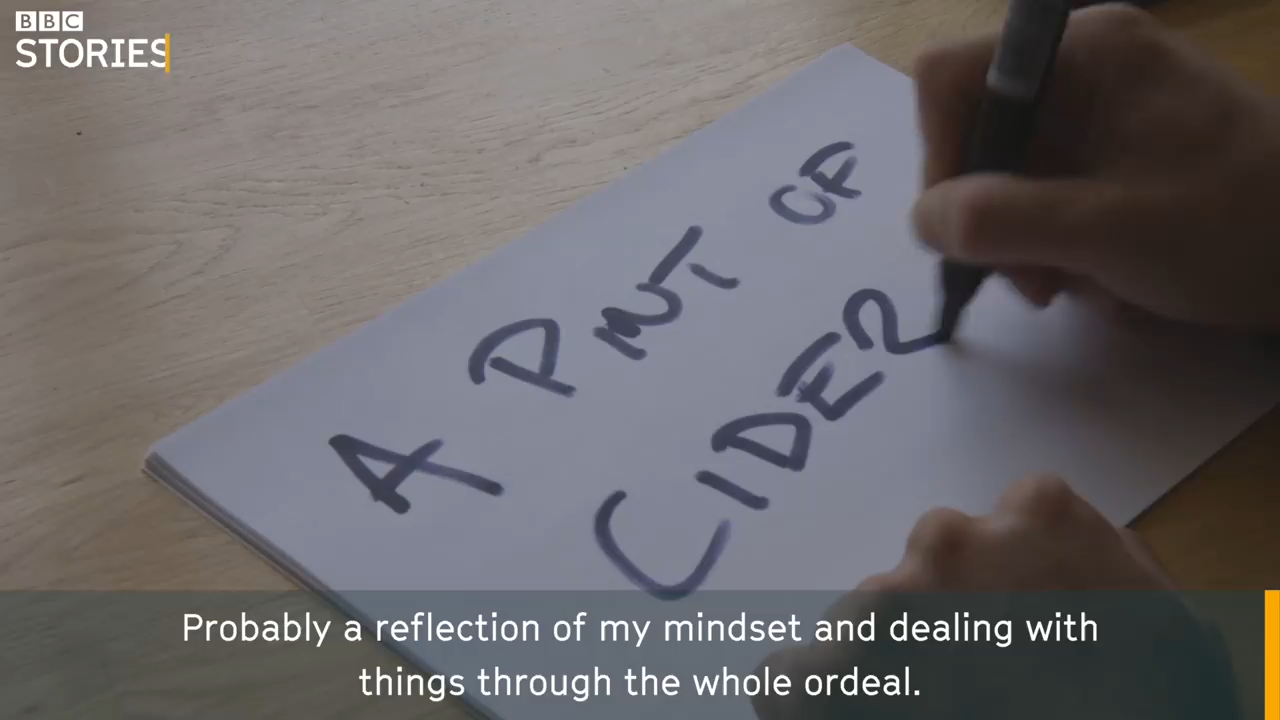 BBC
STORIES
A PINT OF
CIDER
Probably a reflection of my mindset and dealing with
things through the whole ordeal.